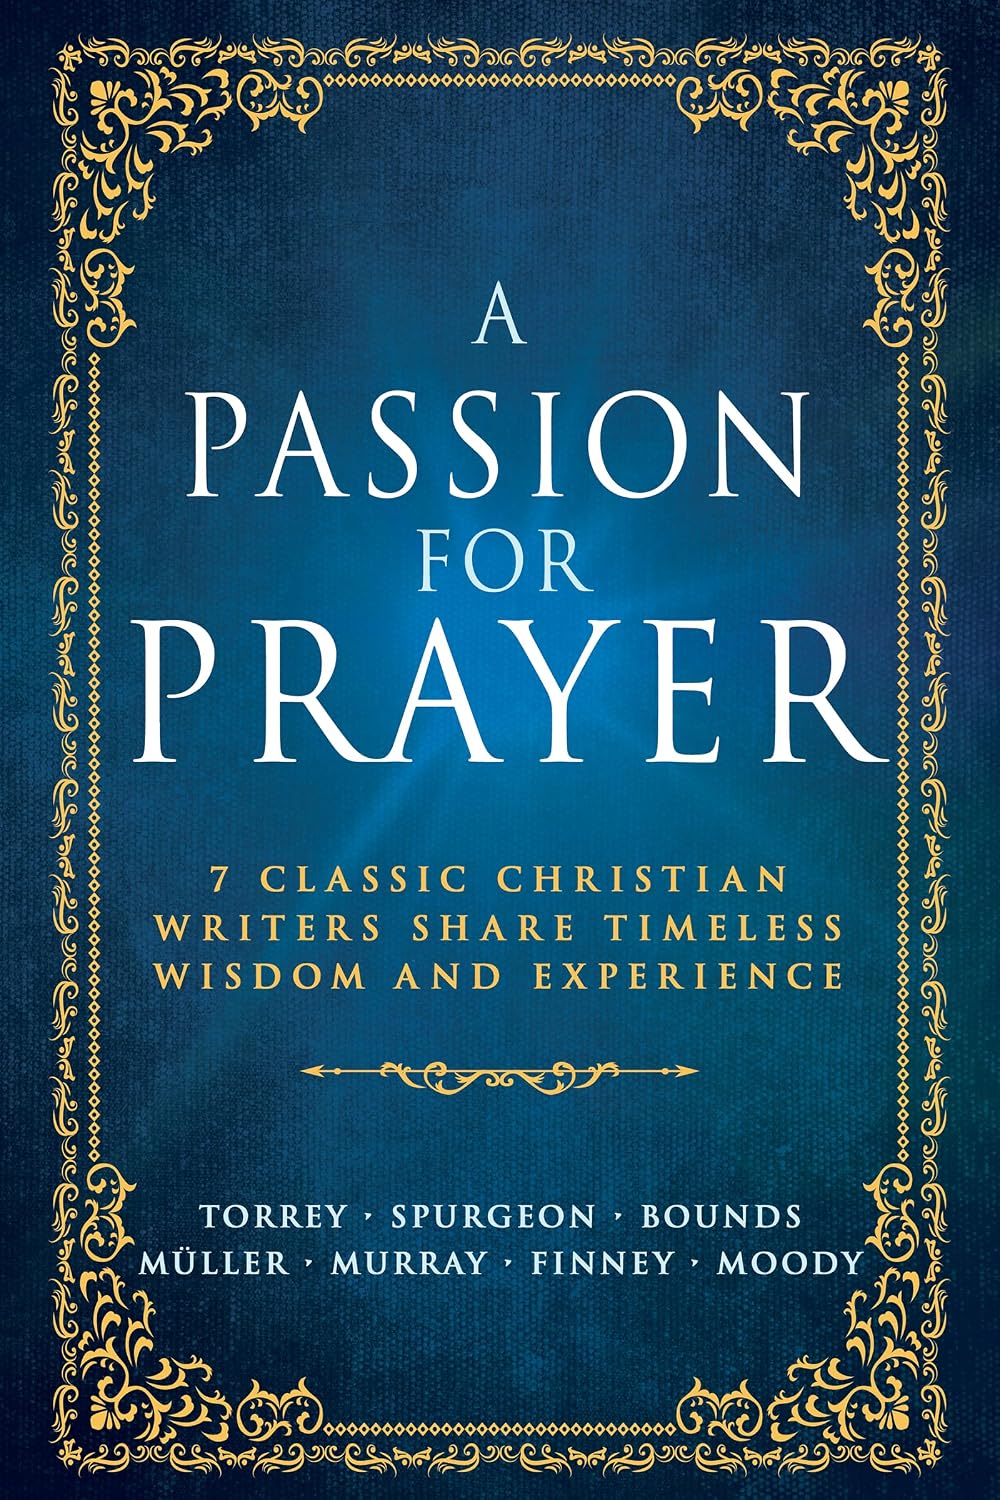 A
PASSION
FOR
PRAYER
7 CLASSIC CHRISTIAN
WRITERS SHARE TIMELESS
WISDOM AND EXPERIENCE
TORREY · SPURGEON · BOUNDS
MÜLLER · MURRAY · FINNEY · MOODY